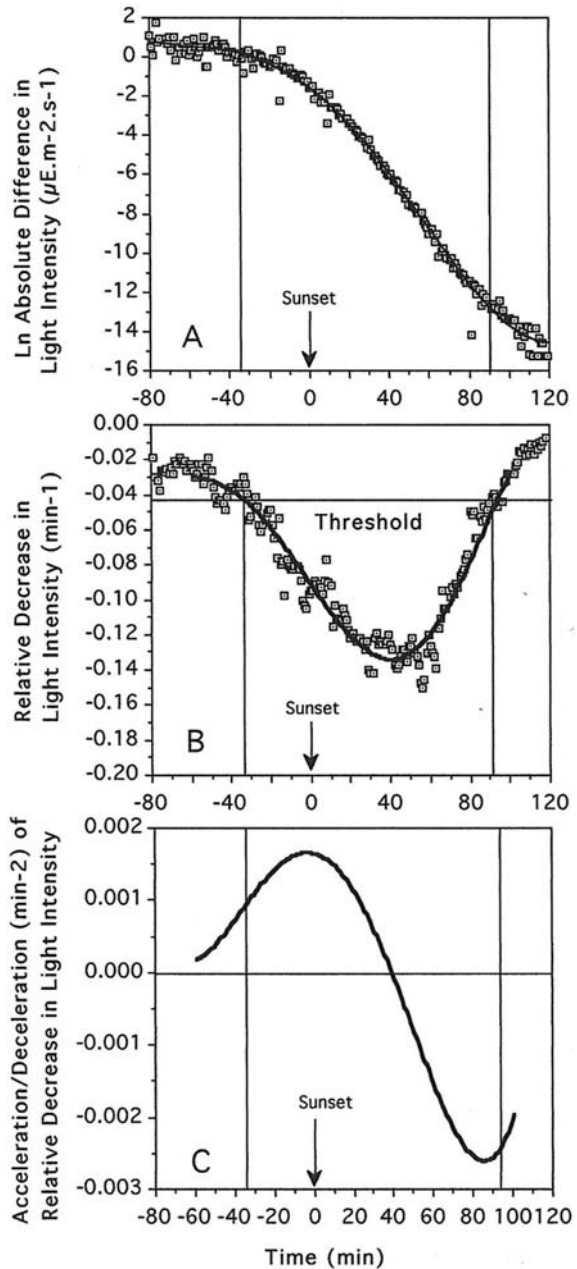 Ln Absolute Difference in
Light Intensity (µE.m-2.s-1)
2
0
-2
-4
-6
-8
-10
-12
-14
-16
A
Sunset
-80 -40 0 40 80 120
Relative Decrease in
Light Intensity (min-1)
0.00
-0.02
-0.04
-0.06
-0.08
-0.10
-0.12
-0.14
-0.16
-0.18
-0.20
Threshold
B
Sunset
-80 -40 0 40 80 120
Acceleration/Deceleration (min-2) of
Relative Decrease in Light Intensity
0.002
0.001
0.000
-0.001
-0.002
-0.003
Sunset
C
-80 -60 -40 -20 0 20 40 60 80 100 120
Time (min)